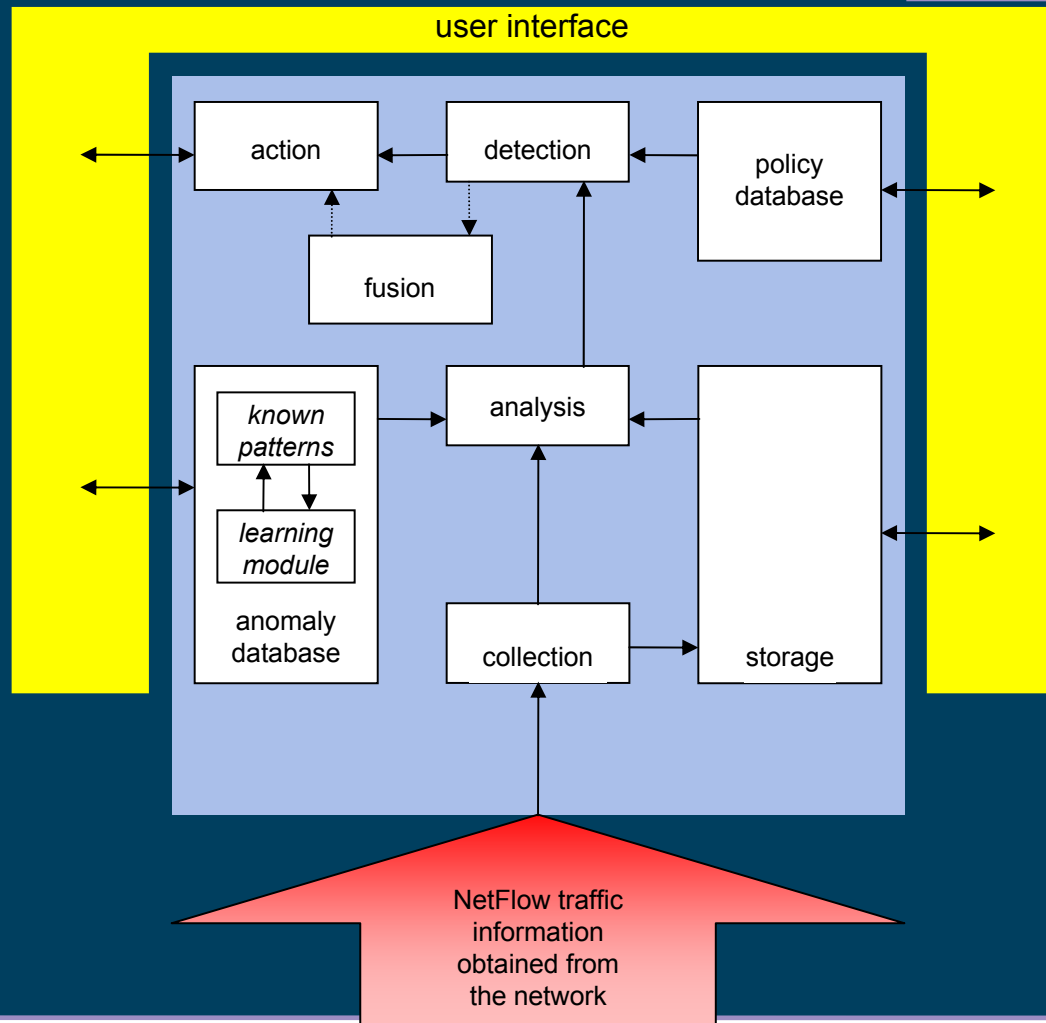 user interface
action
detection
policy
database
fusion
known
patterns
analysis
learning
module
anomaly
database
collection
storage
NetFlow traffic
information
obtained from
the network